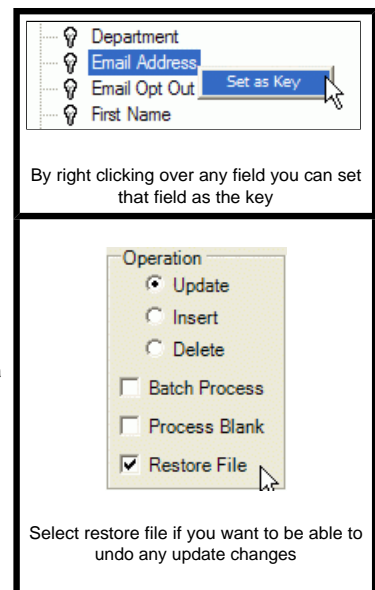 Department
Email Address
Email Opt Out
Set as Key
First Name
By right clicking over any field you can set
that field as the key
Operation
Update
Insert
Delete
Batch Process
Process Blank
Restore File
Select restore file if you want to be able to
undo any update changes